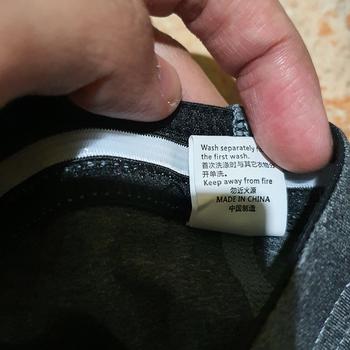 Wash separately
the first wash.
首次洗涤时与其它衣物分
开单洗。
Keep away from fire
勿近火源
MADE IN CHINA
中国制造